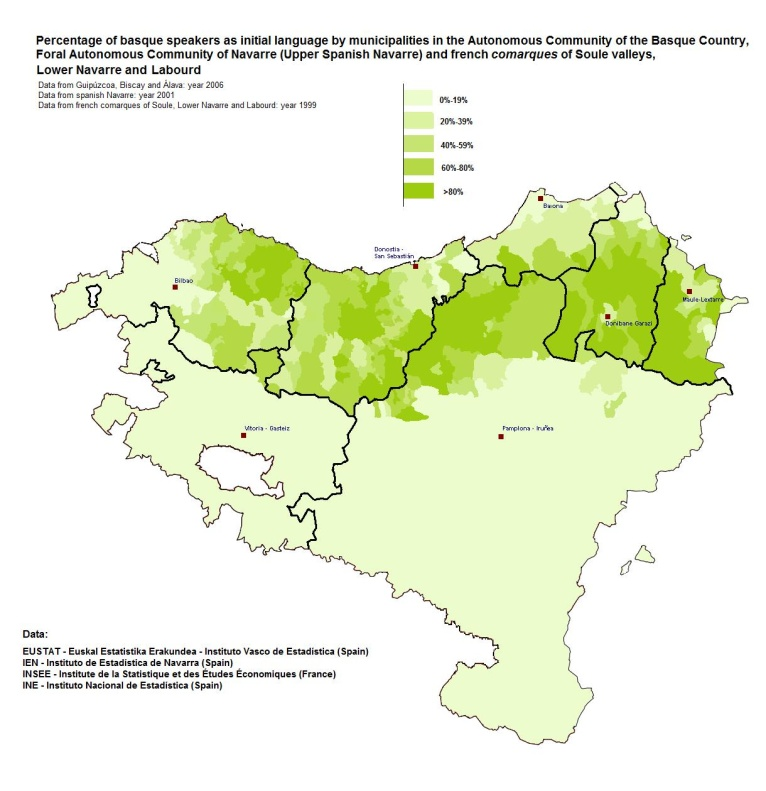 Percentage of basque speakers as initial language by municipalities in the Autonomous Community of the Basque Country,
Foral Autonomous Community of Navarre (Upper Spanish Navarre) and french comarques of Soule valleys,
Lower Navarre and Labourd
Data from Guipúzcoa, Biscay and Álava: year 2006
Data from spanish Navarre: year 2001
Data from french comarques of Soule, Lower Navarre and Labourd: year 1999
0%-19%
20%-39%
40%-59%
60%-80%
>80%
Baiona
Donostia -
San Sebastián
Bilbao
Maule-Lextarre
Donibane Garazi
Vitoria - Gasteiz
Pamplona - Iruñea
Data:
EUSTAT - Euskal Estatistika Erakundea - Instituto Vasco de Estadística (Spain)
IEN - Instituto de Estadística de Navarra (Spain)
INSEE - Institute de la Statistique et des Études Économiques (France)
INE - Instituto Nacional de Estadística (Spain)